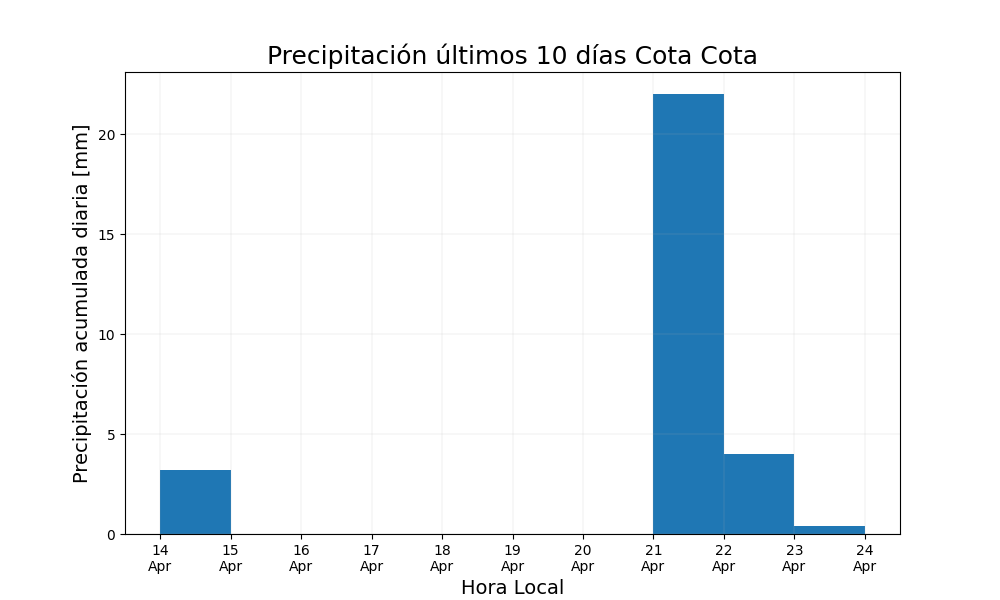 Precipitación últimos 10 días Cota Cota
Precipitación acumulada diaria [mm]
20
15
10
5
0
14 15 16 17 18 19 20 21 22 23 24
Apr Apr Apr Apr Apr Apr Apr Apr Apr Apr Apr
Hora Local